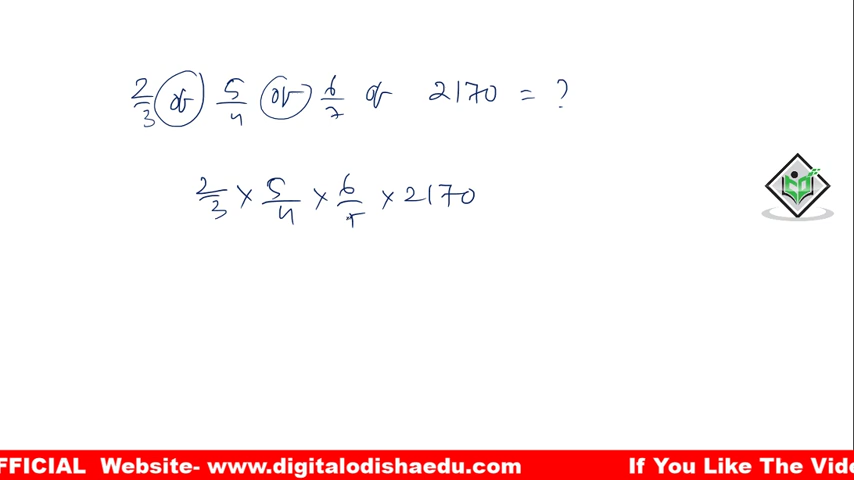 2/3 of 5/4 of 6/7 of 2170 = ?
2/3 × 5/4 × 6/7 × 2170
FFICIAL Website- www.digitalodishaedu.com If You Like The Vide